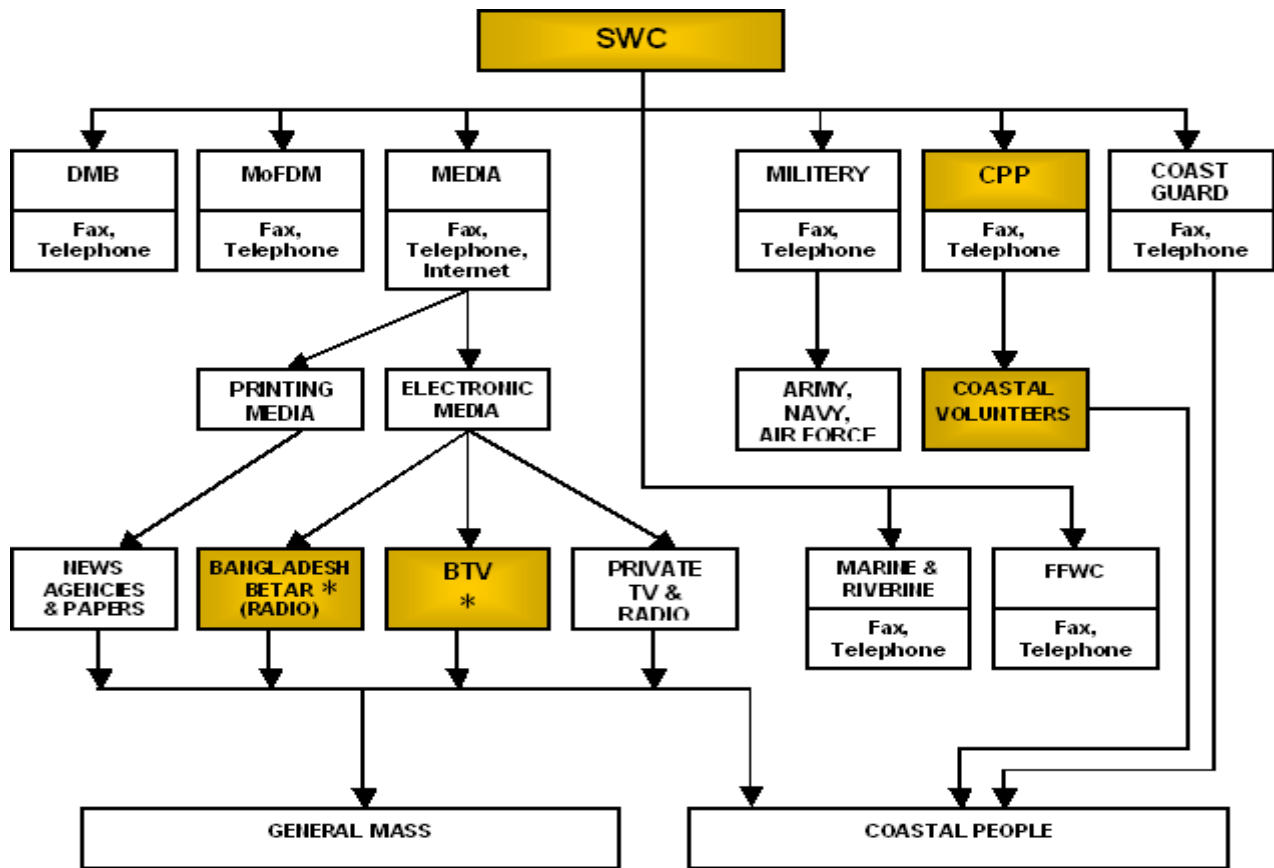 SWC
DMB
Fax,
Telephone
MoFDM
Fax,
Telephone
MEDIA
Fax,
Telephone,
Internet
MILITERY
Fax,
Telephone
CPP
Fax,
Telephone
COAST
GUARD
Fax,
Telephone
PRINTING
MEDIA
ELECTRONIC
MEDIA
ARMY,
NAVY,
AIR FORCE
COASTAL
VOLUNTEERS
NEWS
AGENCIES
& PAPERS
BANGLADESH
BETAR *
(RADIO)
BTV
*
PRIVATE
TV &
RADIO
MARINE &
RIVERINE
Fax,
Telephone
FFWC
Fax,
Telephone
GENERAL MASS
COASTAL PEOPLE